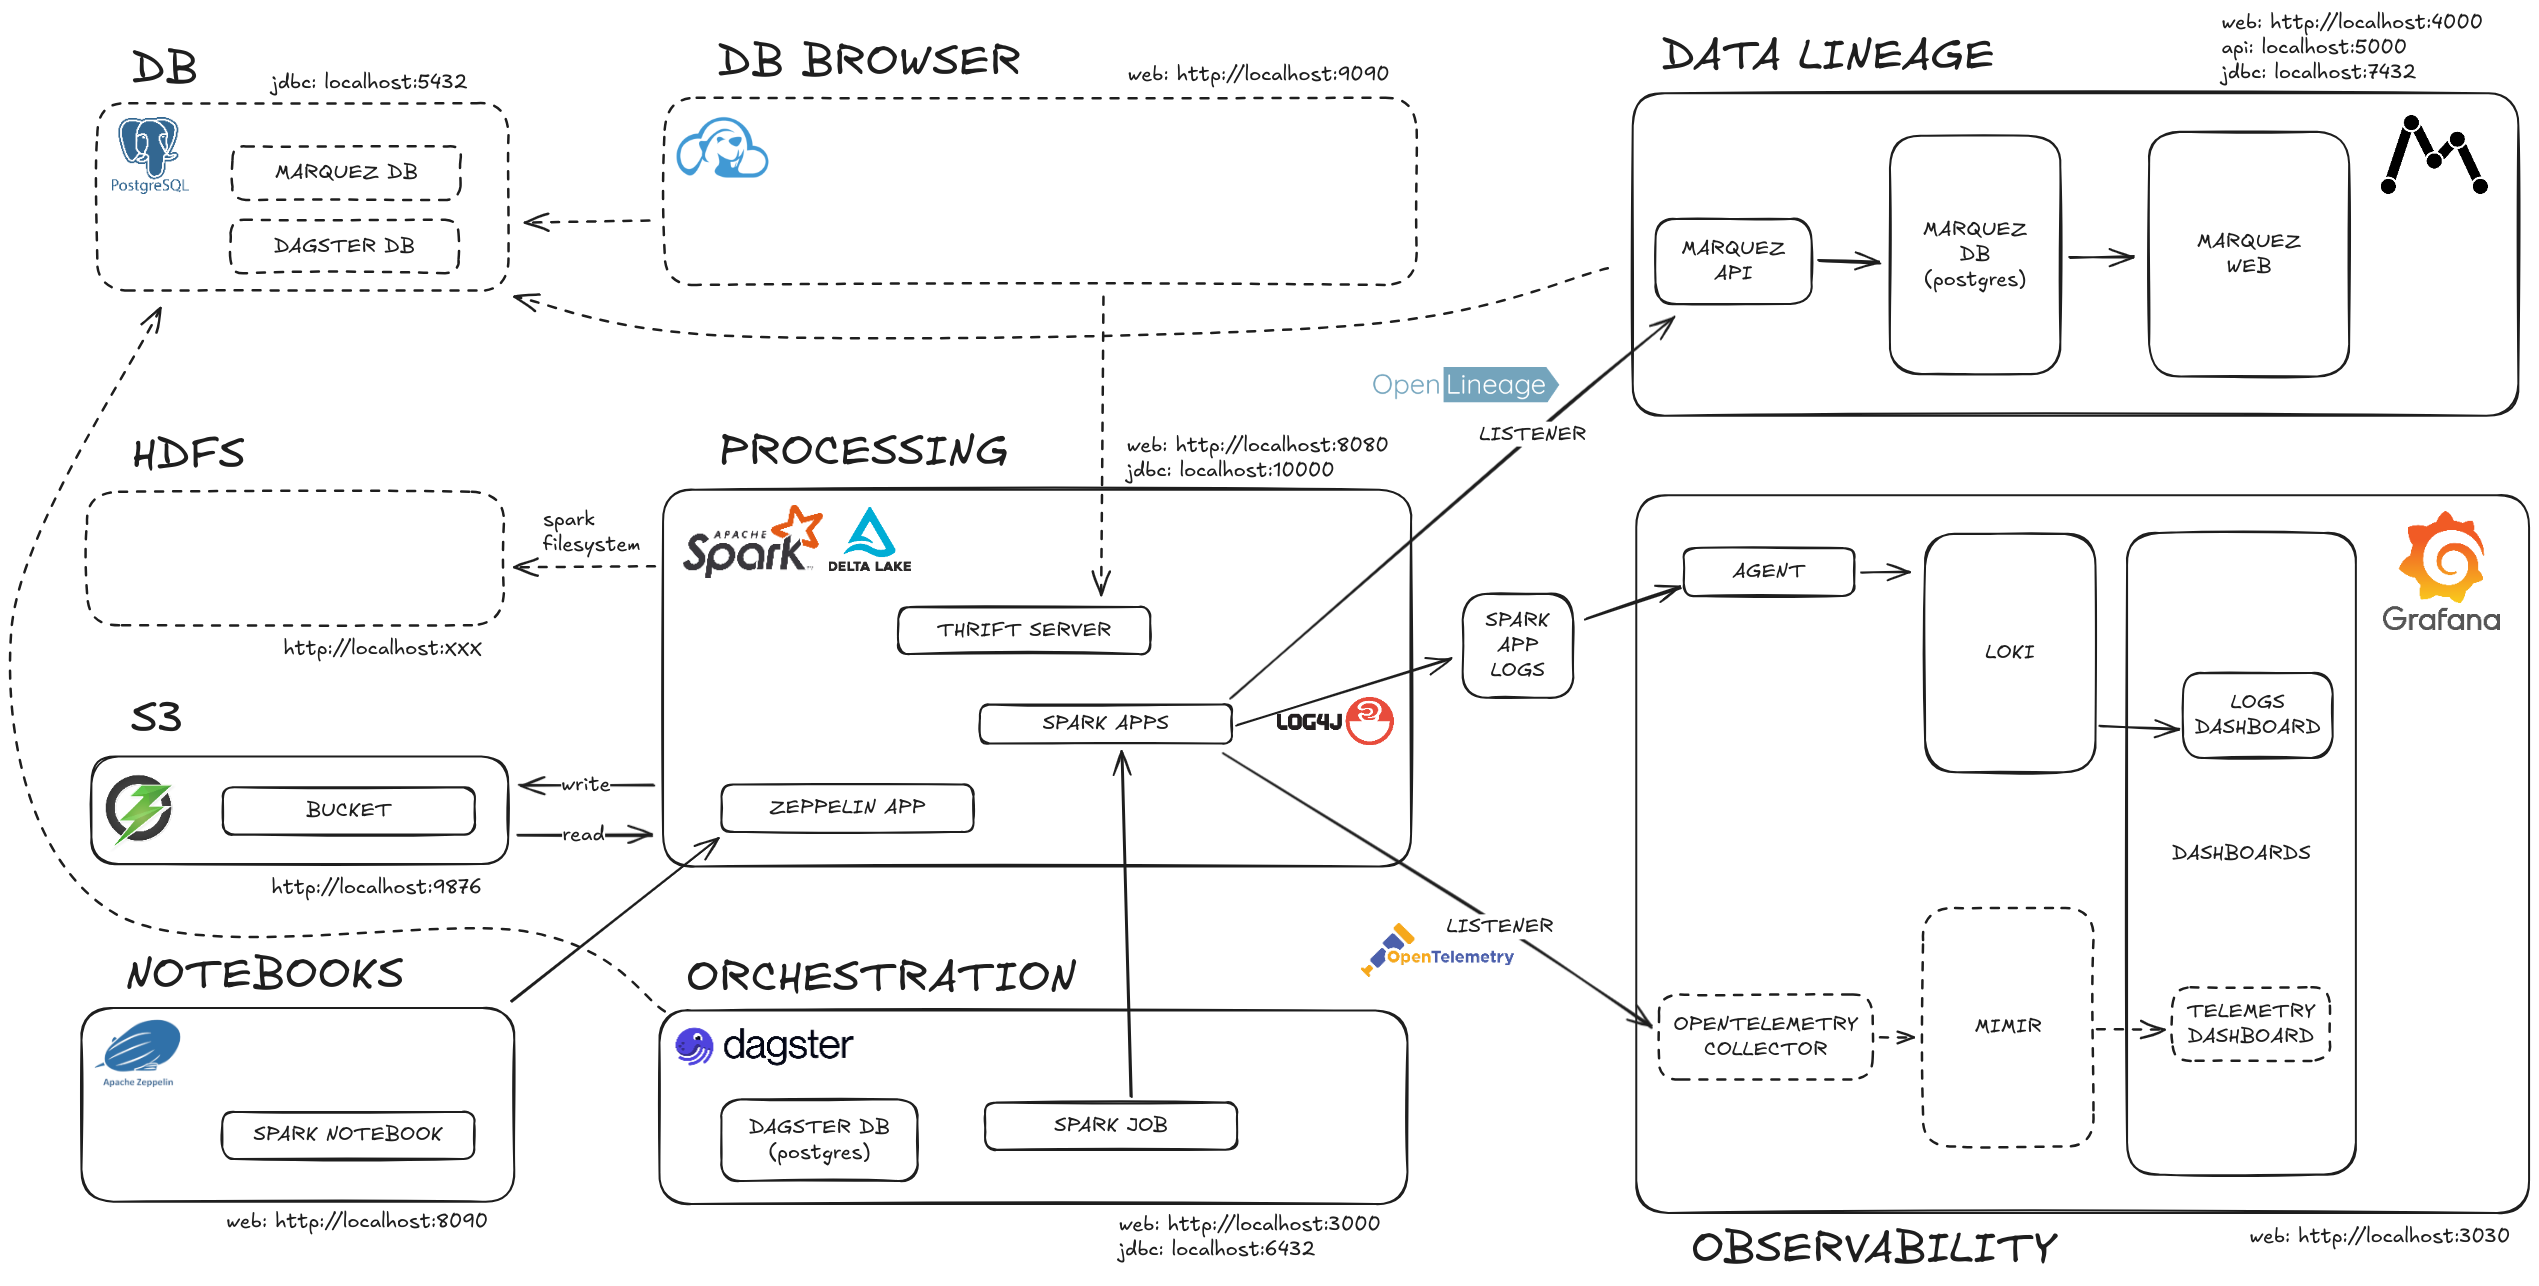 DB
jdbc: localhost:5432
PostgreSQL
MARQUEZ DB
DAGSTER DB
DB BROWSER
web: http://localhost:9090
DATA LINEAGE
web: http://localhost:4000
api: localhost:5000
jdbc: localhost:7432
MARQUEZ
API
MARQUEZ
DB
(postgres)
MARQUEZ
WEB
Open Lineage
LISTENER
HDFS
http://localhost:XXX
spark
filesystem
PROCESSING
web: http://localhost:8080
jdbc: localhost:10000
APACHE
Spark
DELTA LAKE
THRIFT SERVER
SPARK APPS
LOG4J
ZEPPELIN APP
SPARK
APP
LOGS
S3
BUCKET
http://localhost:9876
write
read
NOTEBOOKS
Apache Zeppelin
SPARK NOTEBOOK
web: http://localhost:8090
ORCHESTRATION
dagster
DAGSTER DB
(postgres)
SPARK JOB
web: http://localhost:3000
jdbc: localhost:6432
LISTENER
OpenTelemetry
AGENT
LOKI
Grafana
LOGS
DASHBOARD
DASHBOARDS
OPENTELEMETRY
COLLECTOR
MIMIR
TELEMETRY
DASHBOARD
OBSERVABILITY
web: http://localhost:3030